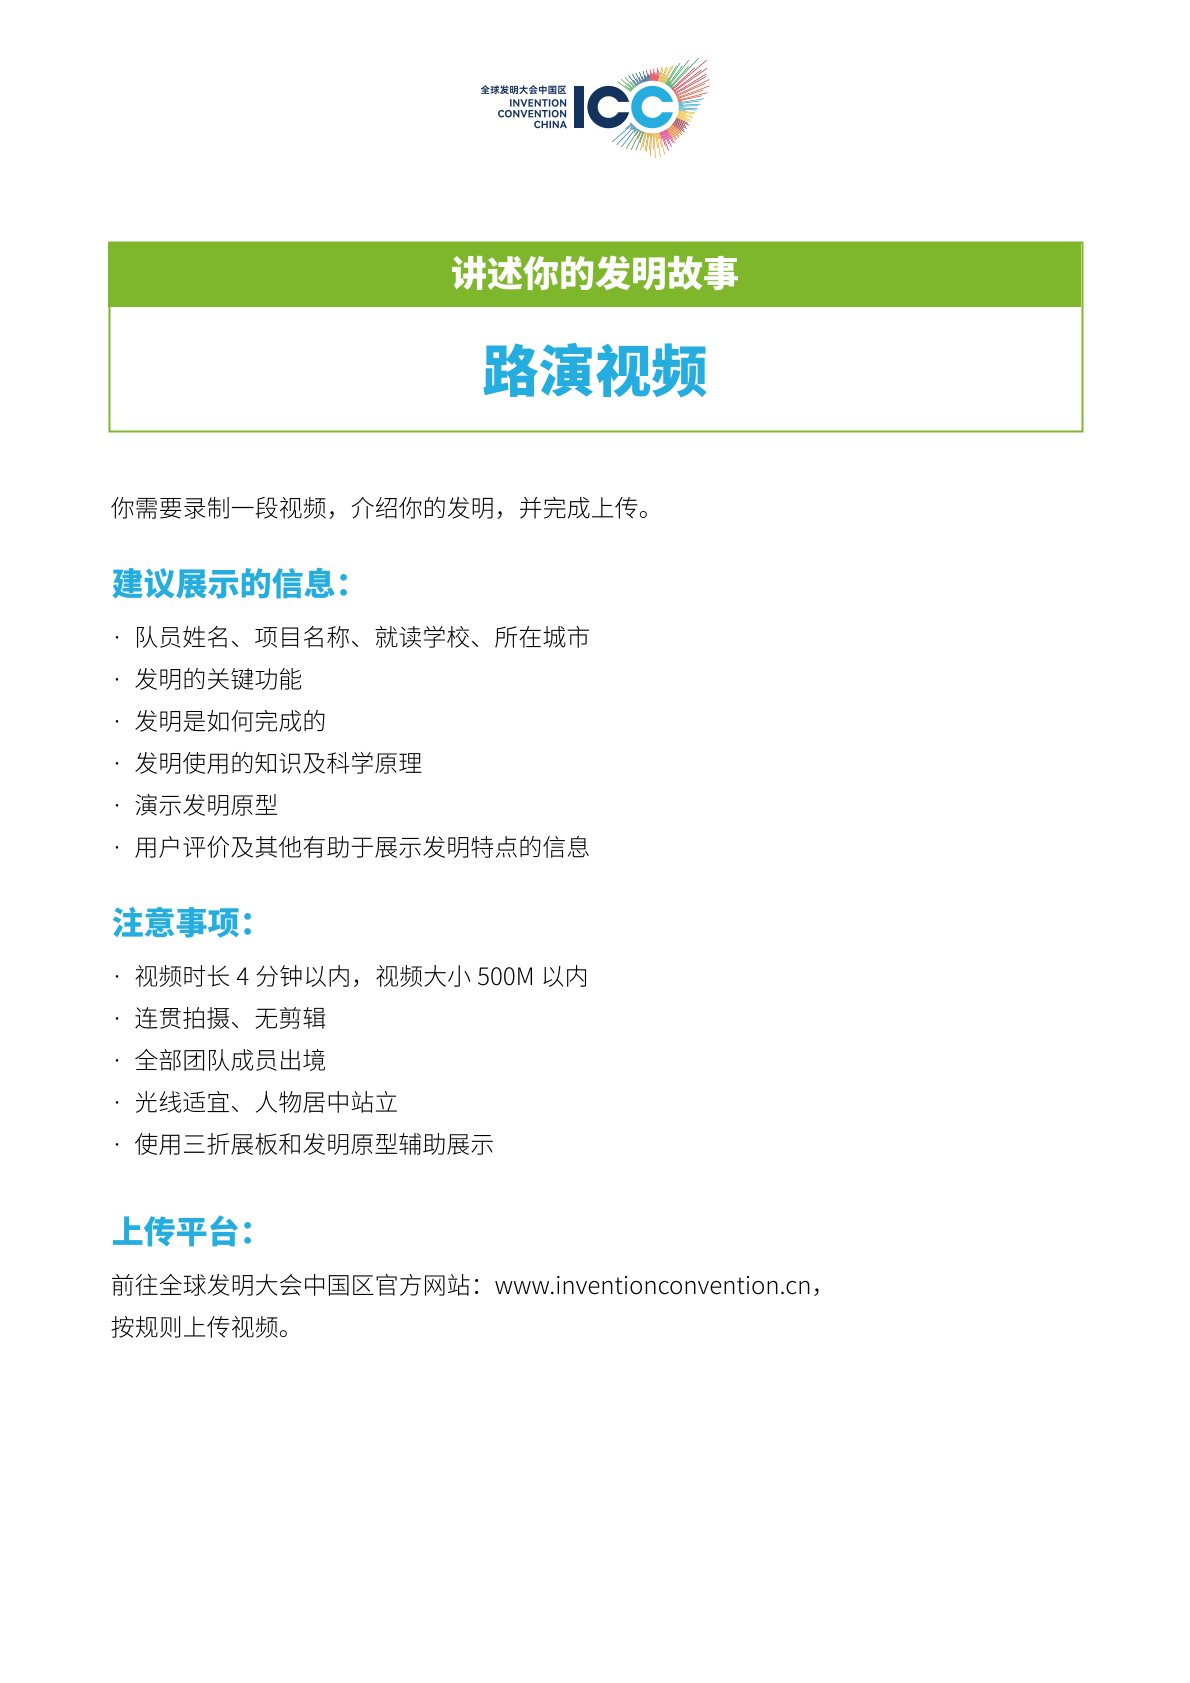 全球发明大会中国区
INVENTION
CONVENTION
CHINA
ICC
讲述你的发明故事
路演视频
你需要录制一段视频，介绍你的发明，并完成上传。
建议展示的信息：
· 队员姓名、项目名称、就读学校、所在城市
· 发明的关键功能
· 发明是如何完成的
· 发明使用的知识及科学原理
· 演示发明原型
· 用户评价及其他有助于展示发明特点的信息
注意事项：
· 视频时长 4 分钟以内，视频大小 500M 以内
· 连贯拍摄、无剪辑
· 全部团队成员出境
· 光线适宜、人物居中站立
· 使用三折展板和发明原型辅助展示
上传平台：
前往全球发明大会中国区官方网站：www.inventionconvention.cn，
按规则上传视频。